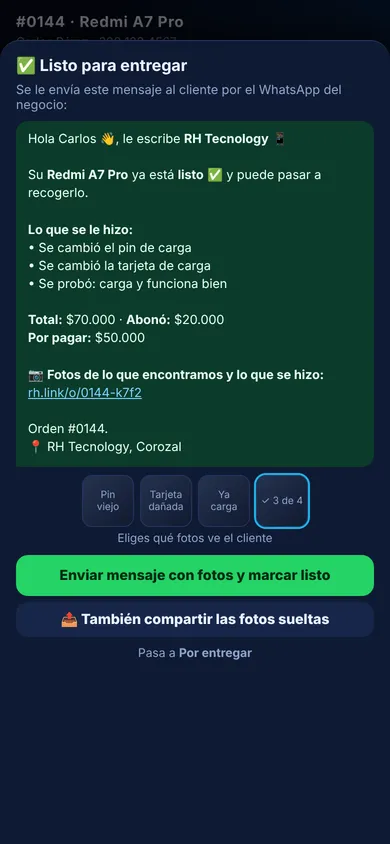 #0144 · Redmi A7 Pro
✅ Listo para entregar
Se le envía este mensaje al cliente por el WhatsApp del
negocio:
Hola Carlos 👋, le escribe RH Tecnology 📱
Su Redmi A7 Pro ya está listo ✅ y puede pasar a
recogerlo.
Lo que se le hizo:
• Se cambió el pin de carga
• Se cambió la tarjeta de carga
• Se probó: carga y funciona bien
Total: $70.000 · Abonó: $20.000
Por pagar: $50.000
📷 Fotos de lo que encontramos y lo que se hizo:
rh.link/o/0144-k7f2
Orden #0144.
📍 RH Tecnology, Corozal
Pin
viejo
Tarjeta
dañada
Ya
carga
✓ 3 de 4
Eliges qué fotos ve el cliente
Enviar mensaje con fotos y marcar listo
📤 También compartir las fotos sueltas
Pasa a Por entregar